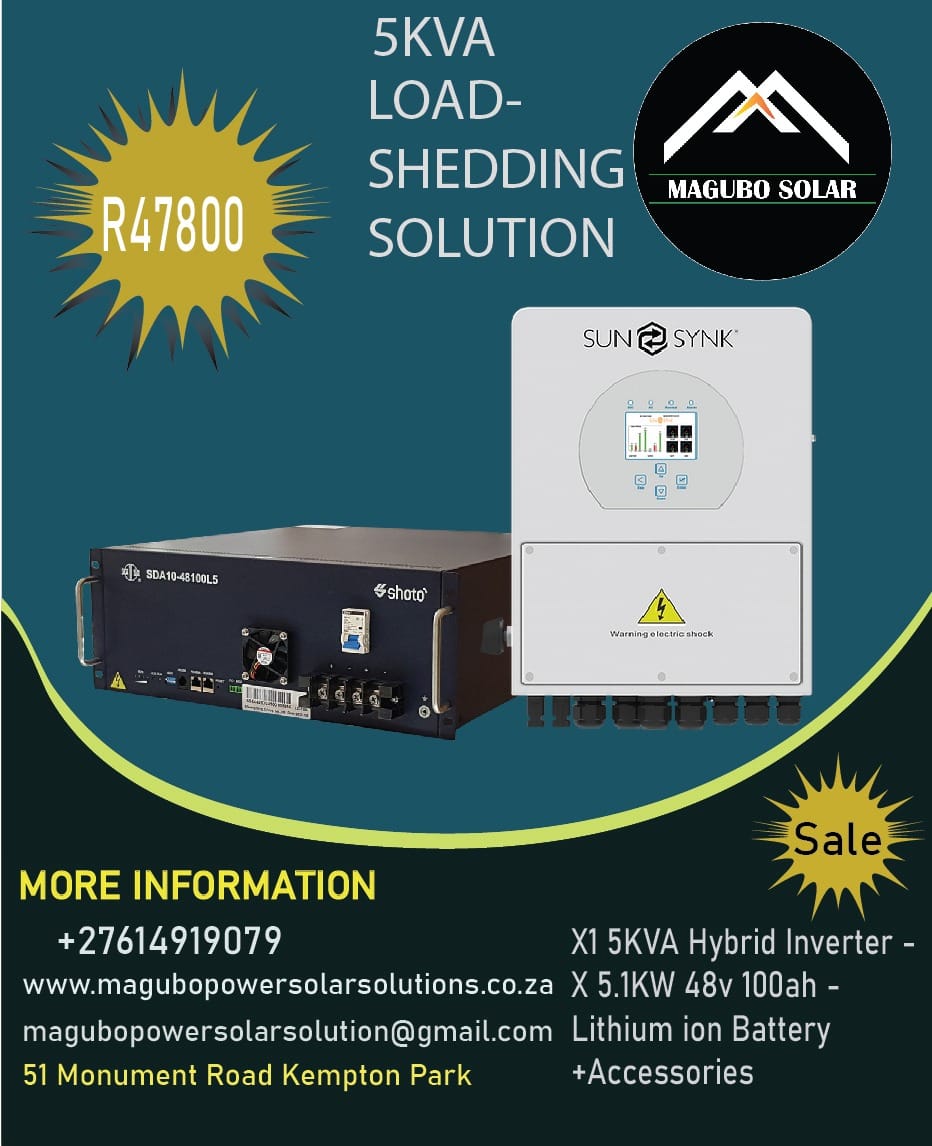 5KVA
LOAD-
SHEDDING
SOLUTION
R47800
MAGUBO SOLAR
SUN SYNK
Warning electric shock
SDA10-48100L5
shoto
Sale
MORE INFORMATION
+27614919079
www.magubopowersolarsolutions.co.za
magubopowersolarsolution@gmail.com
51 Monument Road Kempton Park
X1 5KVA Hybrid Inverter -
X 5.1KW 48v 100ah -
Lithium ion Battery
+Accessories